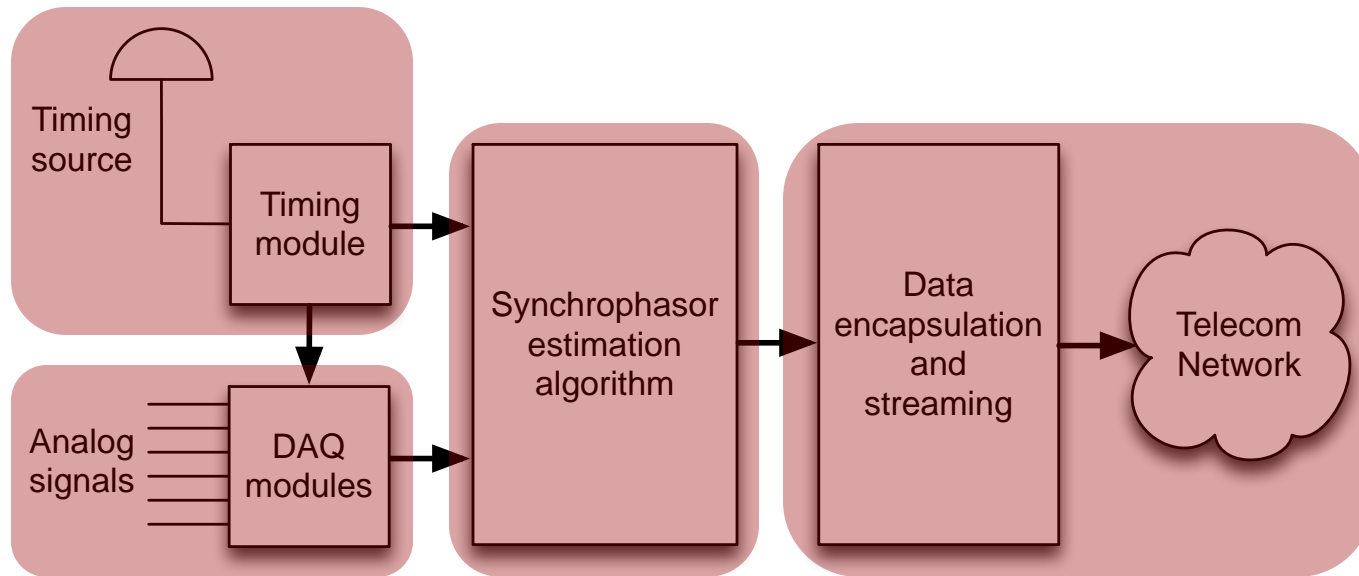 Timing
source
Timing
module
Analog
signals
DAQ
modules
Synchrophasor
estimation
algorithm
Data
encapsulation
and
streaming
Telecom
Network